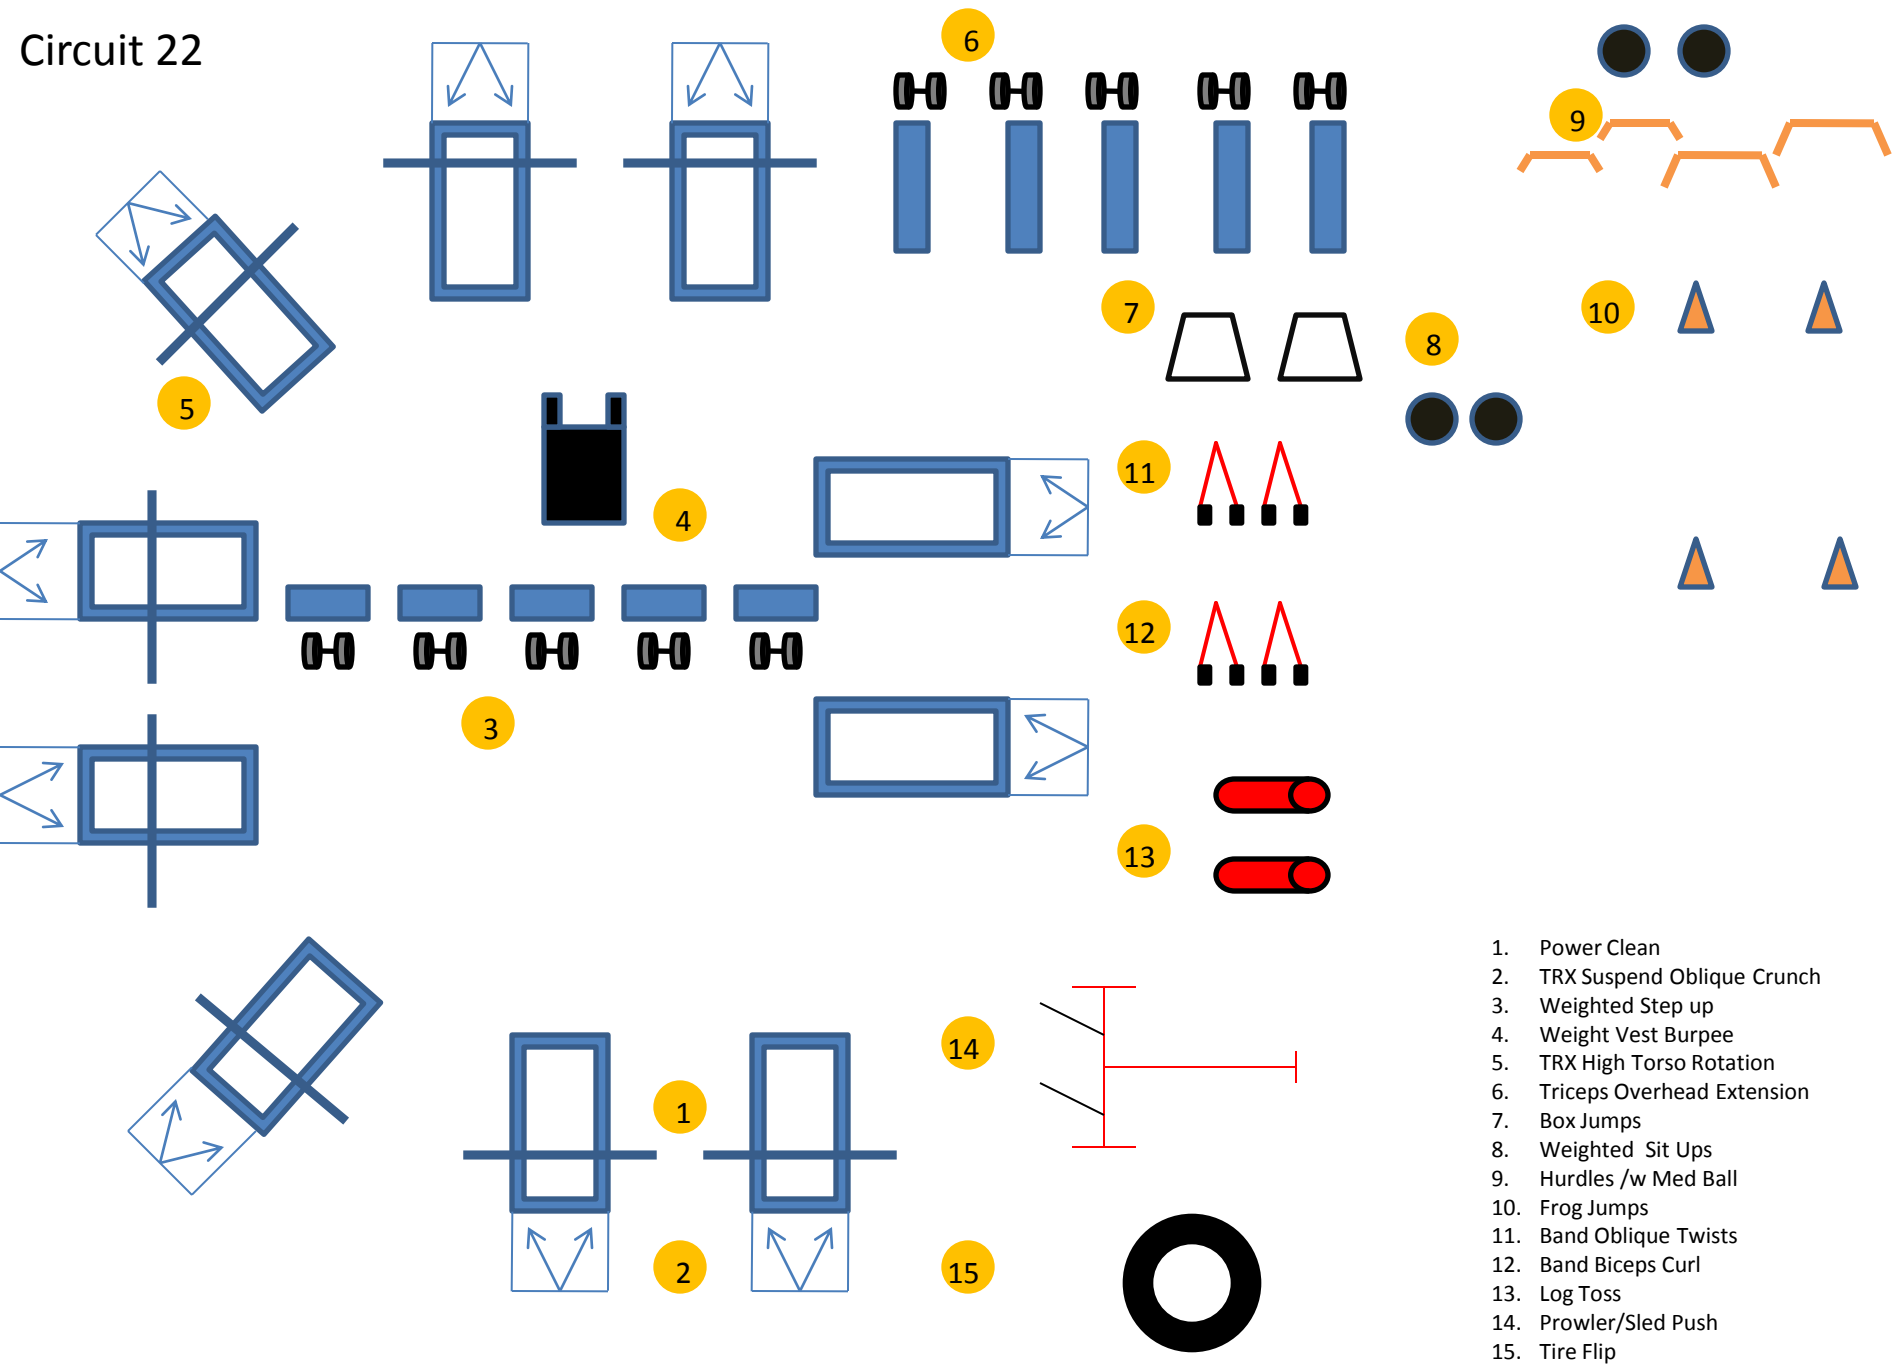 Circuit 22
6
9
7
10
8
5
11
4
12
3
13
14
1
2
15
1. Power Clean
2. TRX Suspend Oblique Crunch
3. Weighted Step up
4. Weight Vest Burpee
5. TRX High Torso Rotation
6. Triceps Overhead Extension
7. Box Jumps
8. Weighted  Sit Ups
9. Hurdles /w Med Ball
10. Frog Jumps
11. Band Oblique Twists
12. Band Biceps Curl
13. Log Toss
14. Prowler/Sled Push
15. Tire Flip